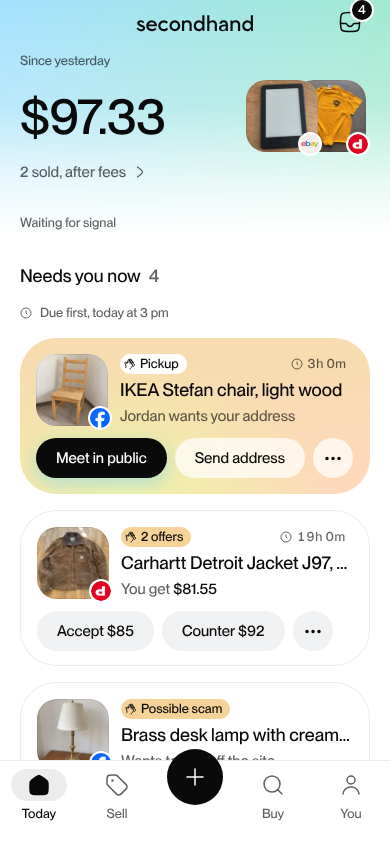 secondhand
4
Since yesterday
$97.33
ebay
d
2 sold, after fees
Waiting for signal
Needs you now 4
Due first, today at 3 pm
Pickup
3h 0m
IKEA Stefan chair, light wood
Jordan wants your address
Meet in public
Send address
2 offers
19h 0m
Carhartt Detroit Jacket J97, ...
d
You get $81.55
Accept $85
Counter $92
Possible scam
Brass desk lamp with cream...
the site
Today
Sell
Buy
You